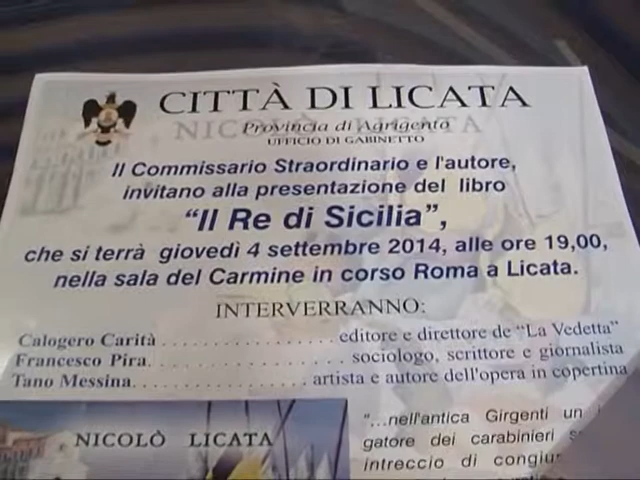 CITTÀ DI LICATA
NICOLÒ LICATA
Provincia di Agrigento
UFFICIO DI GABINETTO
Il Commissario Straordinario e l'autore,
invitano alla presentazione del libro
"Il Re di Sicilia",
che si terrà giovedì 4 settembre 2014, alle ore 19,00,
nella sala del Carmine in corso Roma a Licata.
INTERVERRANNO:
Calogero Carità . . . . . . . . . . . . . . . . . . . . . editore e direttore de "La Vedetta"
Francesco Pira. . . . . . . . . . . . . . . . . . . . . . . . sociologo, scrittore e giornalista
Tano Messina. . . . . . . . . . . . . . . . . . . . . artista e autore dell'opera in copertina
NICOLÒ LICATA
"...nell'antica Girgenti un
gatore dei carabinieri
intreccio di